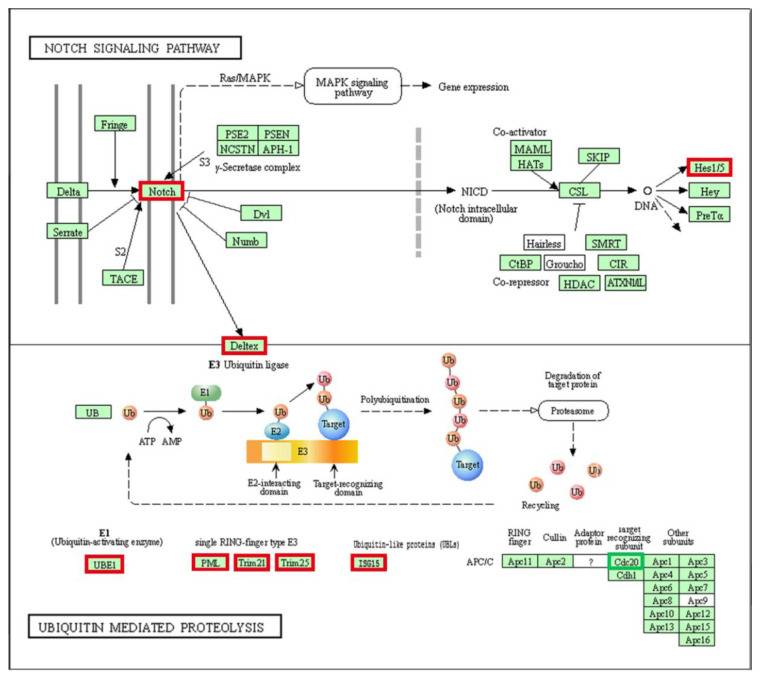 NOTCH SIGNALING PATHWAY
Ras/MAPK
MAPK signaling
pathway
Gene expression
Fringe
PSE2 PSEN
NCSTN APH-1
S3
γ-Secretase complex
Co-activator
MAML
HATs
SKIP
Hes1/5
Delta
Notch
NICD
(Notch intracellular
domain)
CSL
DNA
Hey
PreTα
Serrate
Dvl
Numb
S2
TACE
Hairless
SMRT
CtBP
Groucho
CIR
Co-repressor
HDAC
ATXN1/L
Deltex
E3 Ubiquitin ligase
UB
Ub
ATP AMP
E1
Ub
Ub
E2
E3
Ub
Ub
Target
E2-interacting
domain
Target-recognizing
domain
Polyubiquitination
Ub
Ub
Ub
Ub
Ub
Target
Degradation of
target protein
Proteasome
Ub
Ub
Ub
Ub
Ub
Recycling
E1
(Ubiquitin-activating enzyme)
UBE1
single RING-finger type E3
PML Trim21 Trim25
Ubiquitin-like proteins (UBLs)
ISG15
RING
finger
Cullin
Adaptor
protein
Target
recognizing
subunit
Other
subunits
APC/C
Apc11 Apc2 ? Cdc20 Apc1 Apc3
Cdh1 Apc4 Apc5
Apc6 Apc7
Apc8 Apc9
Apc10 Apc12
Apc13 Apc15
Apc16
UBIQUITIN MEDIATED PROTEOLYSIS